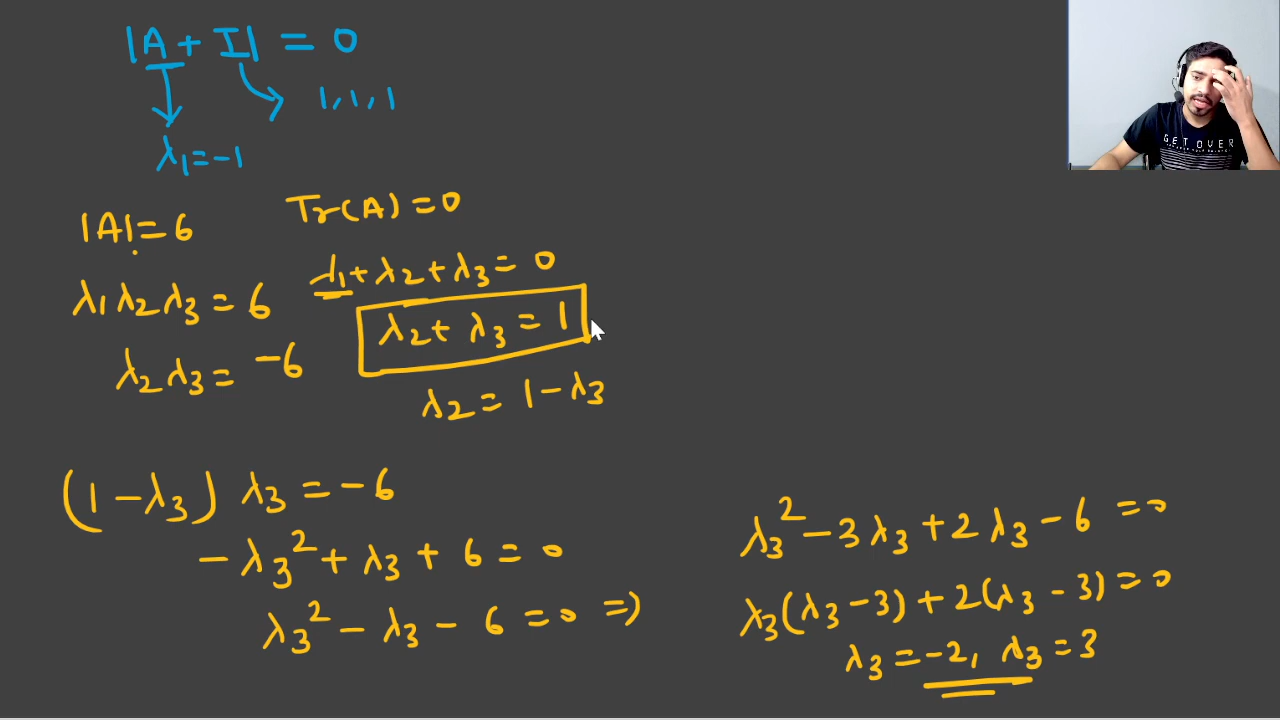 |A + I| = 0
1, 1, 1
λ1 = -1
|A| = 6
Tr(A) = 0
λ1 λ2 λ3 = 6
λ1 + λ2 + λ3 = 0
λ2 + λ3 = 1
λ2 λ3 = -6
λ2 = 1 - λ3
(1 - λ3) λ3 = -6
- λ3² + λ3 + 6 = 0
λ3² - λ3 - 6 = 0 ⇒
λ3² - 3λ3 + 2λ3 - 6 = 0
λ3(λ3 - 3) + 2(λ3 - 3) = 0
λ3 = -2, λ3 = 3
GET OVER